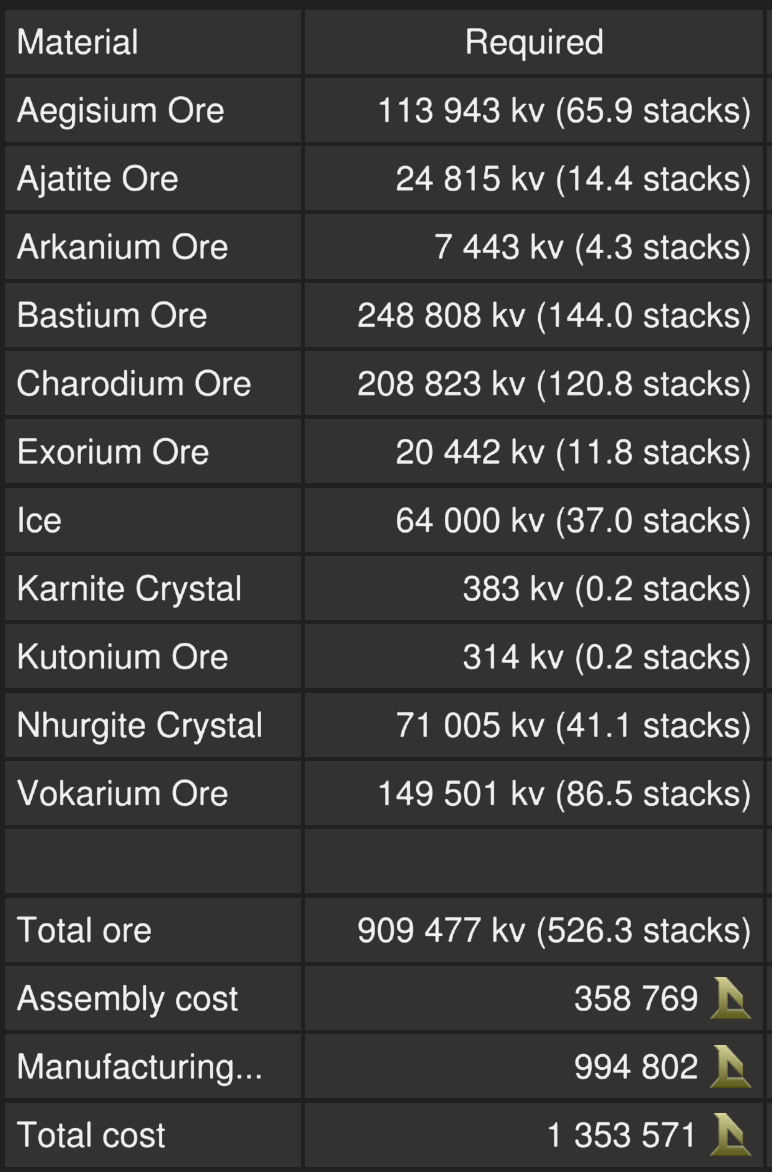 Material Required
Aegisium Ore 113 943 kv (65.9 stacks)
Ajatite Ore 24 815 kv (14.4 stacks)
Arkanium Ore 7 443 kv (4.3 stacks)
Bastium Ore 248 808 kv (144.0 stacks)
Charodium Ore 208 823 kv (120.8 stacks)
Exorium Ore 20 442 kv (11.8 stacks)
Ice 64 000 kv (37.0 stacks)
Karnite Crystal 383 kv (0.2 stacks)
Kutonium Ore 314 kv (0.2 stacks)
Nhurgite Crystal 71 005 kv (41.1 stacks)
Vokarium Ore 149 501 kv (86.5 stacks)
Total ore 909 477 kv (526.3 stacks)
Assembly cost 358 769
Manufacturing... 994 802
Total cost 1 353 571